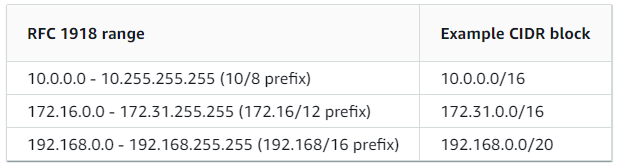 RFC 1918 range Example CIDR block
10.0.0.0 - 10.255.255.255 (10/8 prefix) 10.0.0.0/16
172.16.0.0 - 172.31.255.255 (172.16/12 prefix) 172.31.0.0/16
192.168.0.0 - 192.168.255.255 (192.168/16 prefix) 192.168.0.0/20